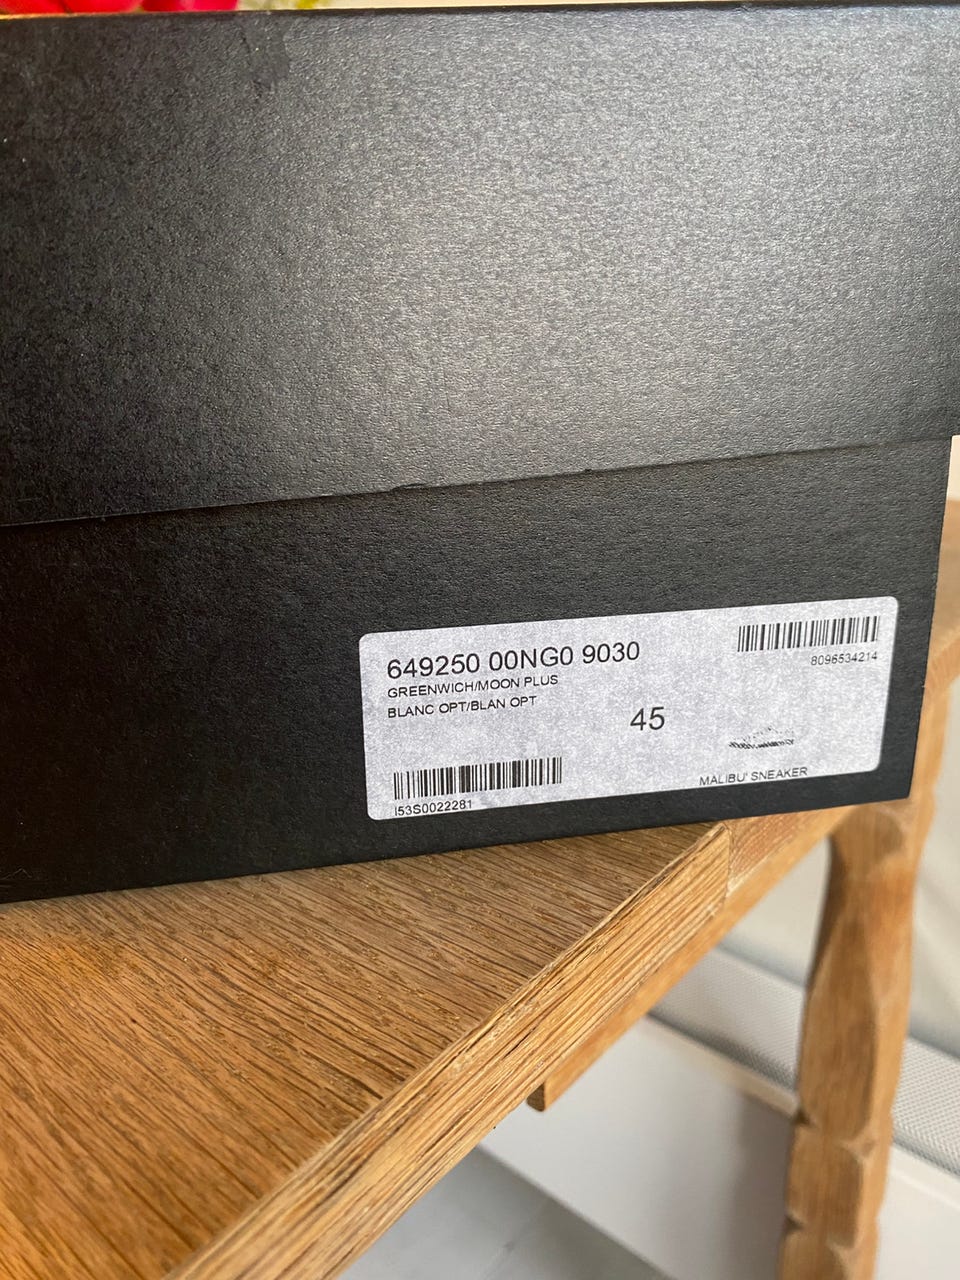 649250 00NG0 9030
GREENWICH/MOON PLUS
BLANC OPT/BLAN OPT
8096534214
45
I53S0022281
MALIBU' SNEAKER